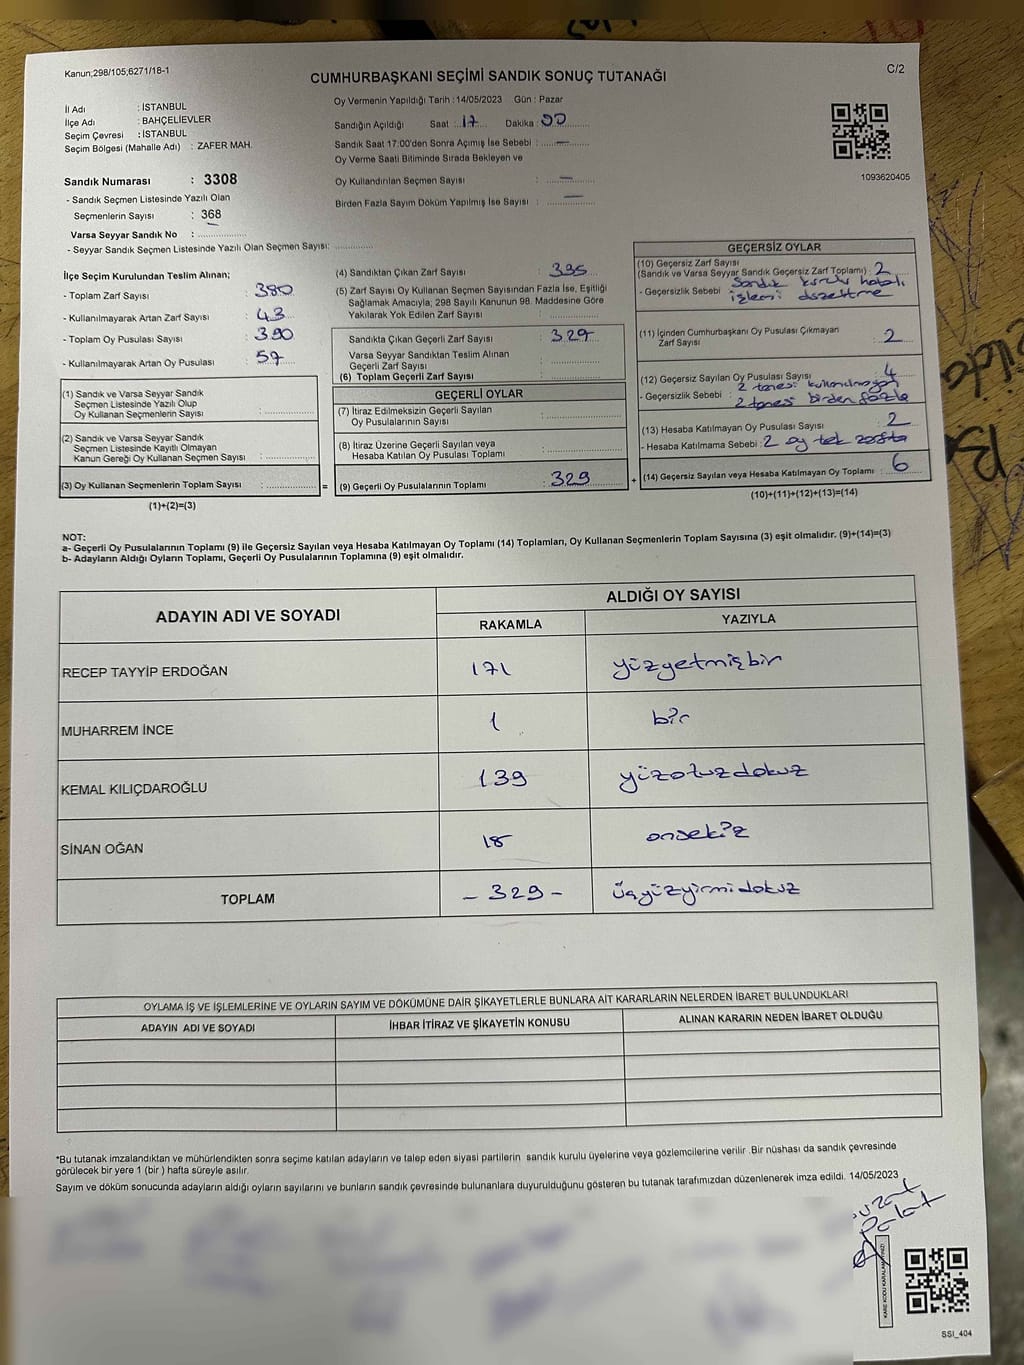 Kanun;298/105;6271/18-1
CUMHURBAŞKANI SEÇİMİ SANDIK SONUÇ TUTANAĞI
C/2
İl Adı : İSTANBUL
İlçe Adı : BAHÇELİEVLER
Seçim Çevresi : İSTANBUL
Seçim Bölgesi (Mahalle Adı) : ZAFER MAH.
Oy Vermenin Yapıldığı Tarih : 14/05/2023 Gün : Pazar
Sandığın Açıldığı Saat : 17 Dakika : 00
Sandık Saat 17:00'den Sonra Açımış İse Sebebi : —
Oy Verme Saati Bitiminde Sırada Bekleyen ve
Oy Kullandırılan Seçmen Sayısı : —
Birden Fazla Sayım Döküm Yapılmış İse Sayısı : —
1093620405
Sandık Numarası : 3308
- Sandık Seçmen Listesinde Yazılı Olan
Seçmenlerin Sayısı : 368
Varsa Seyyar Sandık No :
- Seyyar Sandık Seçmen Listesinde Yazılı Olan Seçmen Sayısı:
İlçe Seçim Kurulundan Teslim Alınan;
- Toplam Zarf Sayısı : 380
- Kullanılmayarak Artan Zarf Sayısı : 43
- Toplam Oy Pusulası Sayısı : 390
- Kullanılmayarak Artan Oy Pusulası : 57
(1) Sandık ve Varsa Seyyar Sandık
Seçmen Listesinde Yazılı Olup
Oy Kullanan Seçmenlerin Sayısı :
(2) Sandık ve Varsa Seyyar Sandık
Seçmen Listesinde Kayıtlı Olmayan
Kanun Gereği Oy Kullanan Seçmen Sayısı :
(3) Oy Kullanan Seçmenlerin Toplam Sayısı : =
(1)+(2)=(3)
(4) Sandıktan Çıkan Zarf Sayısı : 335
(5) Zarf Sayısı Oy Kullanan Seçmen Sayısından Fazla İse, Eşitliği
Sağlamak Amacıyla; 298 Sayılı Kanunun 98. Maddesine Göre
Yakılarak Yok Edilen Zarf Sayısı :
Sandıkta Çıkan Geçerli Zarf Sayısı : 329
Varsa Seyyar Sandıktan Teslim Alınan
Geçerli Zarf Sayısı :
(6) Toplam Geçerli Zarf Sayısı :
GEÇERLİ OYLAR
(7) İtiraz Edilmeksizin Geçerli Sayılan
Oy Pusulasının Sayısı :
(8) İtiraz Üzerine Geçerli Sayılan veya
Hesaba Katılan Oy Pusulası Toplamı :
(9) Geçerli Oy Pusulalarının Toplamı : 329 +
GEÇERSİZ OYLAR
(10) Geçersiz Zarf Sayısı
(Sandık ve Varsa Seyyar Sandık Geçersiz Zarf Toplamı) : 2
- Geçersizlik Sebebi : Sandık kurulu hatalı
işlemi düzeltme
(11) İçinden Cumhurbaşkanı Oy Pusulası Çıkmayan
Zarf Sayısı : 2
(12) Geçersiz Sayılan Oy Pusulası Sayısı : 4
- Geçersizlik Sebebi : 2 tanesi kullanılmayan
2 tanesi birden fazla
(13) Hesaba Katılmayan Oy Pusulası Sayısı : 2
- Hesaba Katılmama Sebebi : 2 oy tek zarfta
(14) Geçersiz Sayılan veya Hesaba Katılmayan Oy Toplamı : 6
(10)+(11)+(12)+(13)=(14)
NOT:
a- Geçerli Oy Pusulalarının Toplamı (9) ile Geçersiz Sayılan veya Hesaba Katılmayan Oy Toplamı (14) Toplamları, Oy Kullanan Seçmenlerin Toplam Sayısına (3) eşit olmalıdır. (9)+(14)=(3)
b- Adayların Aldığı Oyların Toplamı, Geçerli Oy Pusulalarının Toplamına (9) eşit olmalıdır.
ADAYIN ADI VE SOYADI
ALDIĞI OY SAYISI
RAKAMLA YAZIYLA
RECEP TAYYİP ERDOĞAN 171 yüzyetmişbir
MUHARREM İNCE 1 bir
KEMAL KILIÇDAROĞLU 139 yüzotuzdokuz
SİNAN OĞAN 18 onsekiz
TOPLAM - 329 - üçyüzyirmidokuz
OYLAMA İŞ VE İŞLEMLERİNE VE OYLARIN SAYIM VE DÖKÜMÜNE DAİR ŞİKAYETLERLE BUNLARA AİT KARARLARIN NELERDEN İBARET BULUNDUKLARI
ADAYIN ADI VE SOYADI İHBAR İTİRAZ VE ŞİKAYETİN KONUSU ALINAN KARARIN NEDEN İBARET OLDUĞU
*Bu tutanak imzalandıktan ve mühürlendikten sonra seçime katılan adayların ve talep eden siyasi partilerin sandık kurulu üyelerine veya gözlemcilerine verilir .Bir nüshası da sandık çevresinde
görülecek bir yere 1 (bir ) hafta süreyle asılır.
Sayım ve döküm sonucunda adayların aldığı oyların sayılarını ve bunların sandık çevresinde bulunanlara duyurulduğunu gösteren bu tutanak tarafımızdan düzenlenerek imza edildi. 14/05/2023
Polat
SSI_404